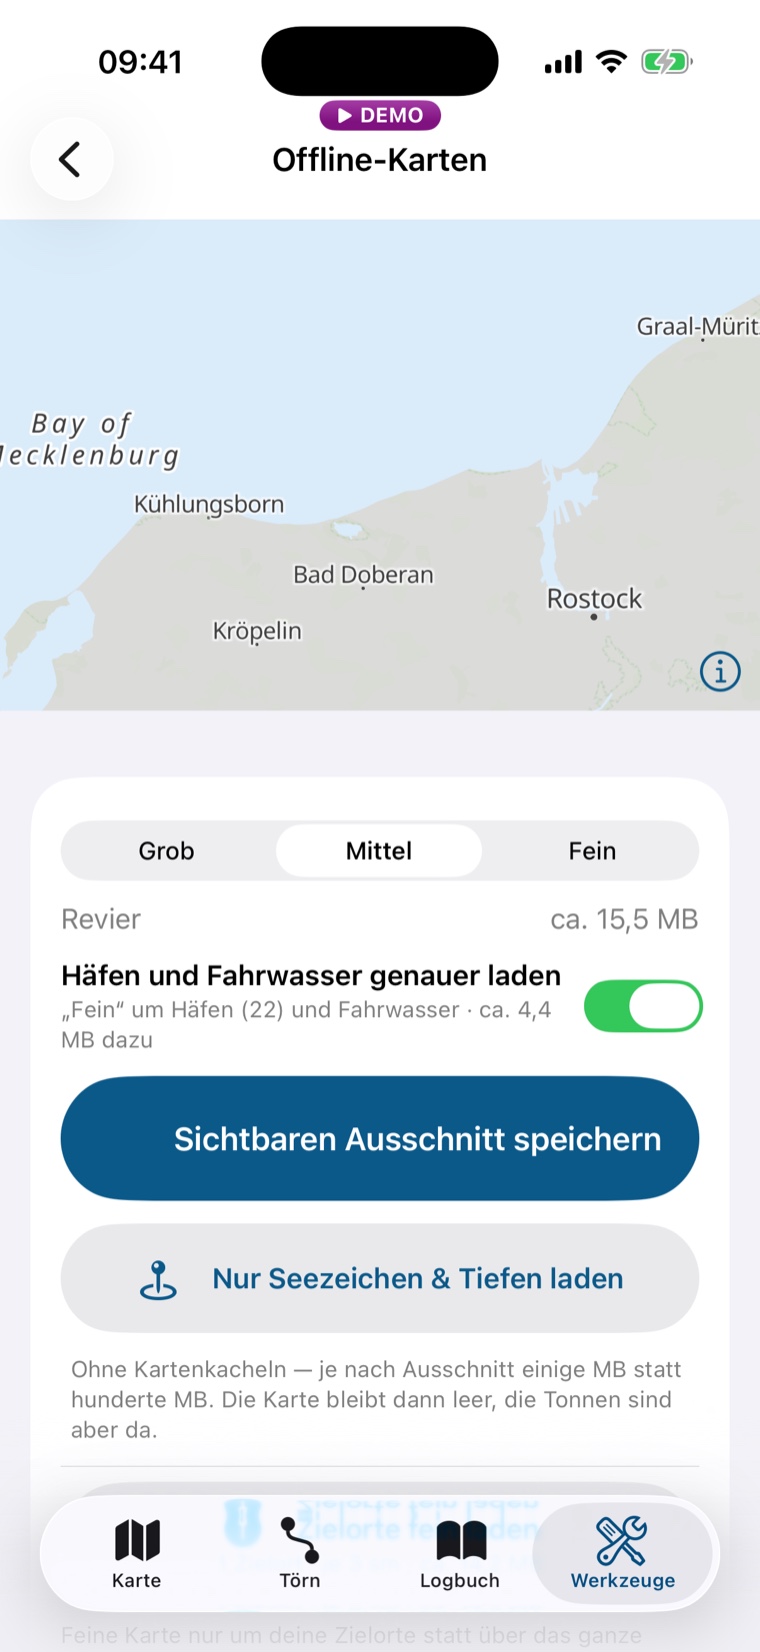 09:41
DEMO
Offline-Karten
Graal-Mürit
Bay of
ecklenburg
Kühlungsborn
Bad Doberan
Rostock
Kröpelin
Grob Mittel Fein
Revier ca. 15,5 MB
Häfen und Fahrwasser genauer laden
„Fein“ um Häfen (22) und Fahrwasser · ca. 4,4
MB dazu
Sichtbaren Ausschnitt speichern
Nur Seezeichen & Tiefen laden
Ohne Kartenkacheln — je nach Ausschnitt einige MB statt
hunderte MB. Die Karte bleibt dann leer, die Tonnen sind
aber da.
Zielorte fein laden
Karte Törn Logbuch Werkzeuge
Feine Karte nur um deine Zielorte statt über das ganze